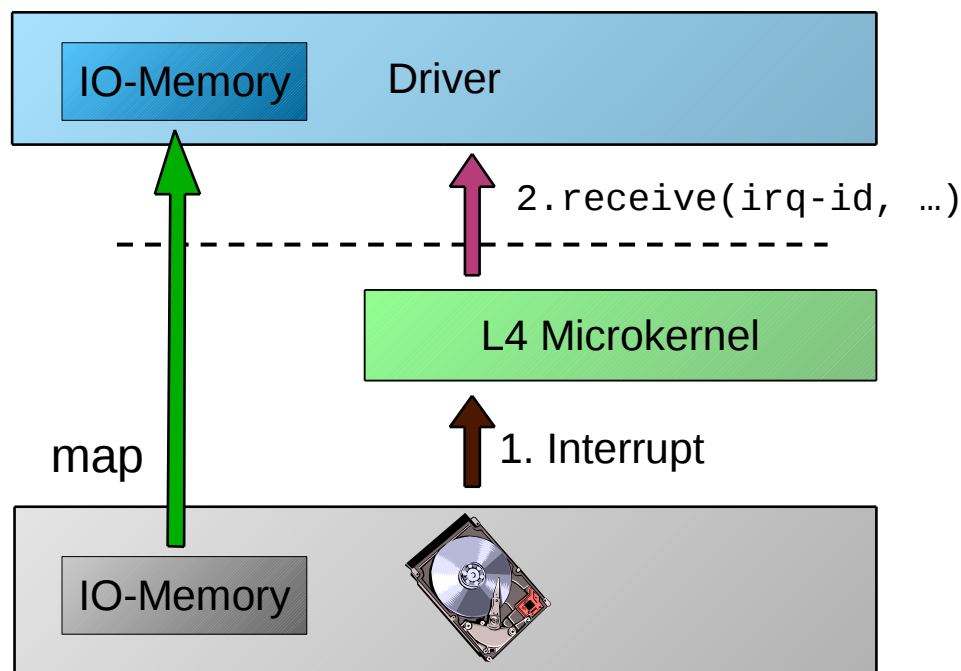 IO-Memory
Driver
2.receive(irq-id, …)
L4 Microkernel
map
1. Interrupt
IO-Memory